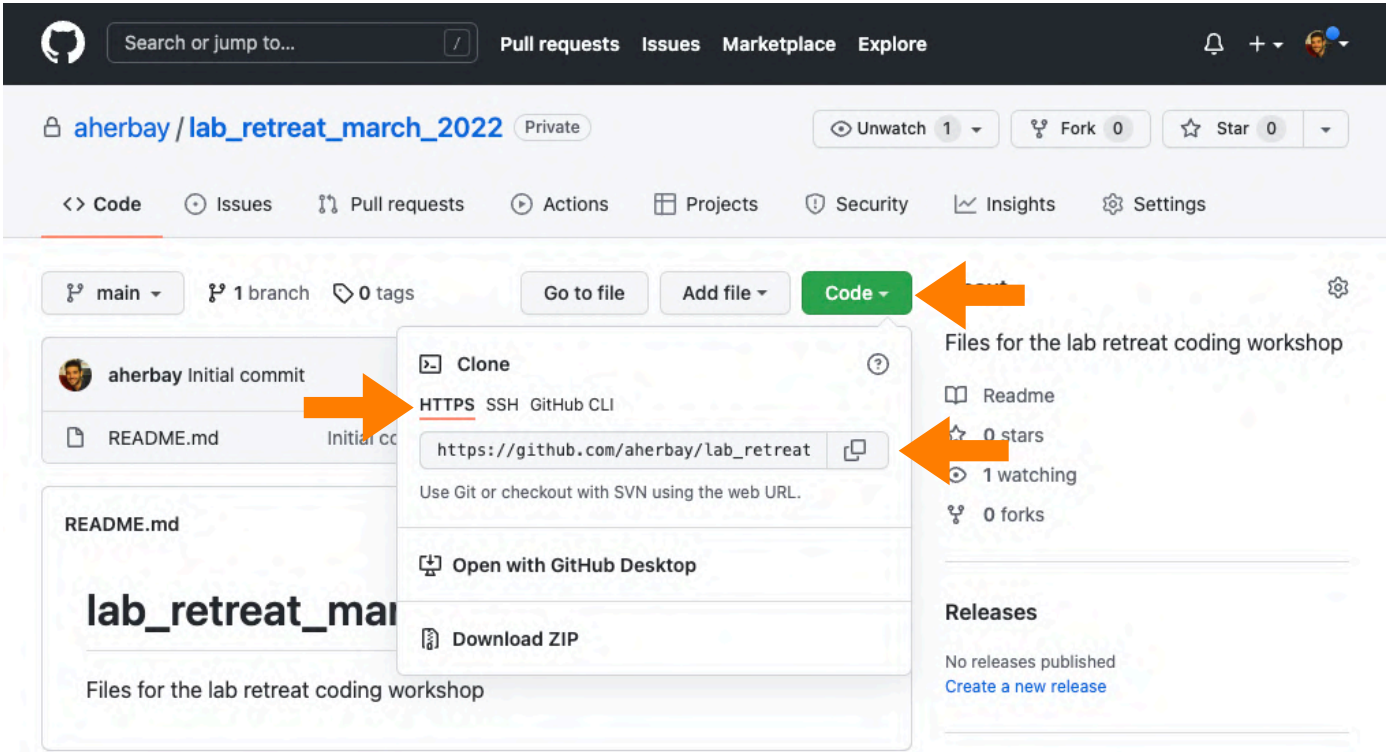 Search or jump to... / Pull requests Issues Marketplace Explore
aherbay / lab_retreat_march_2022 Private Unwatch 1 Fork 0 Star 0
<> Code Issues Pull requests Actions Projects Security Insights Settings
main 1 branch 0 tags Go to file Add file Code
Files for the lab retreat coding workshop
Readme
0 stars
1 watching
0 forks
Releases
No releases published
Create a new release
aherbay Initial commit
README.md Initial
Clone
HTTPS SSH GitHub CLI
https://github.com/aherbay/lab_retreat
Use Git or checkout with SVN using the web URL.
Open with GitHub Desktop
Download ZIP
README.md
lab_retreat_mar
Files for the lab retreat coding workshop